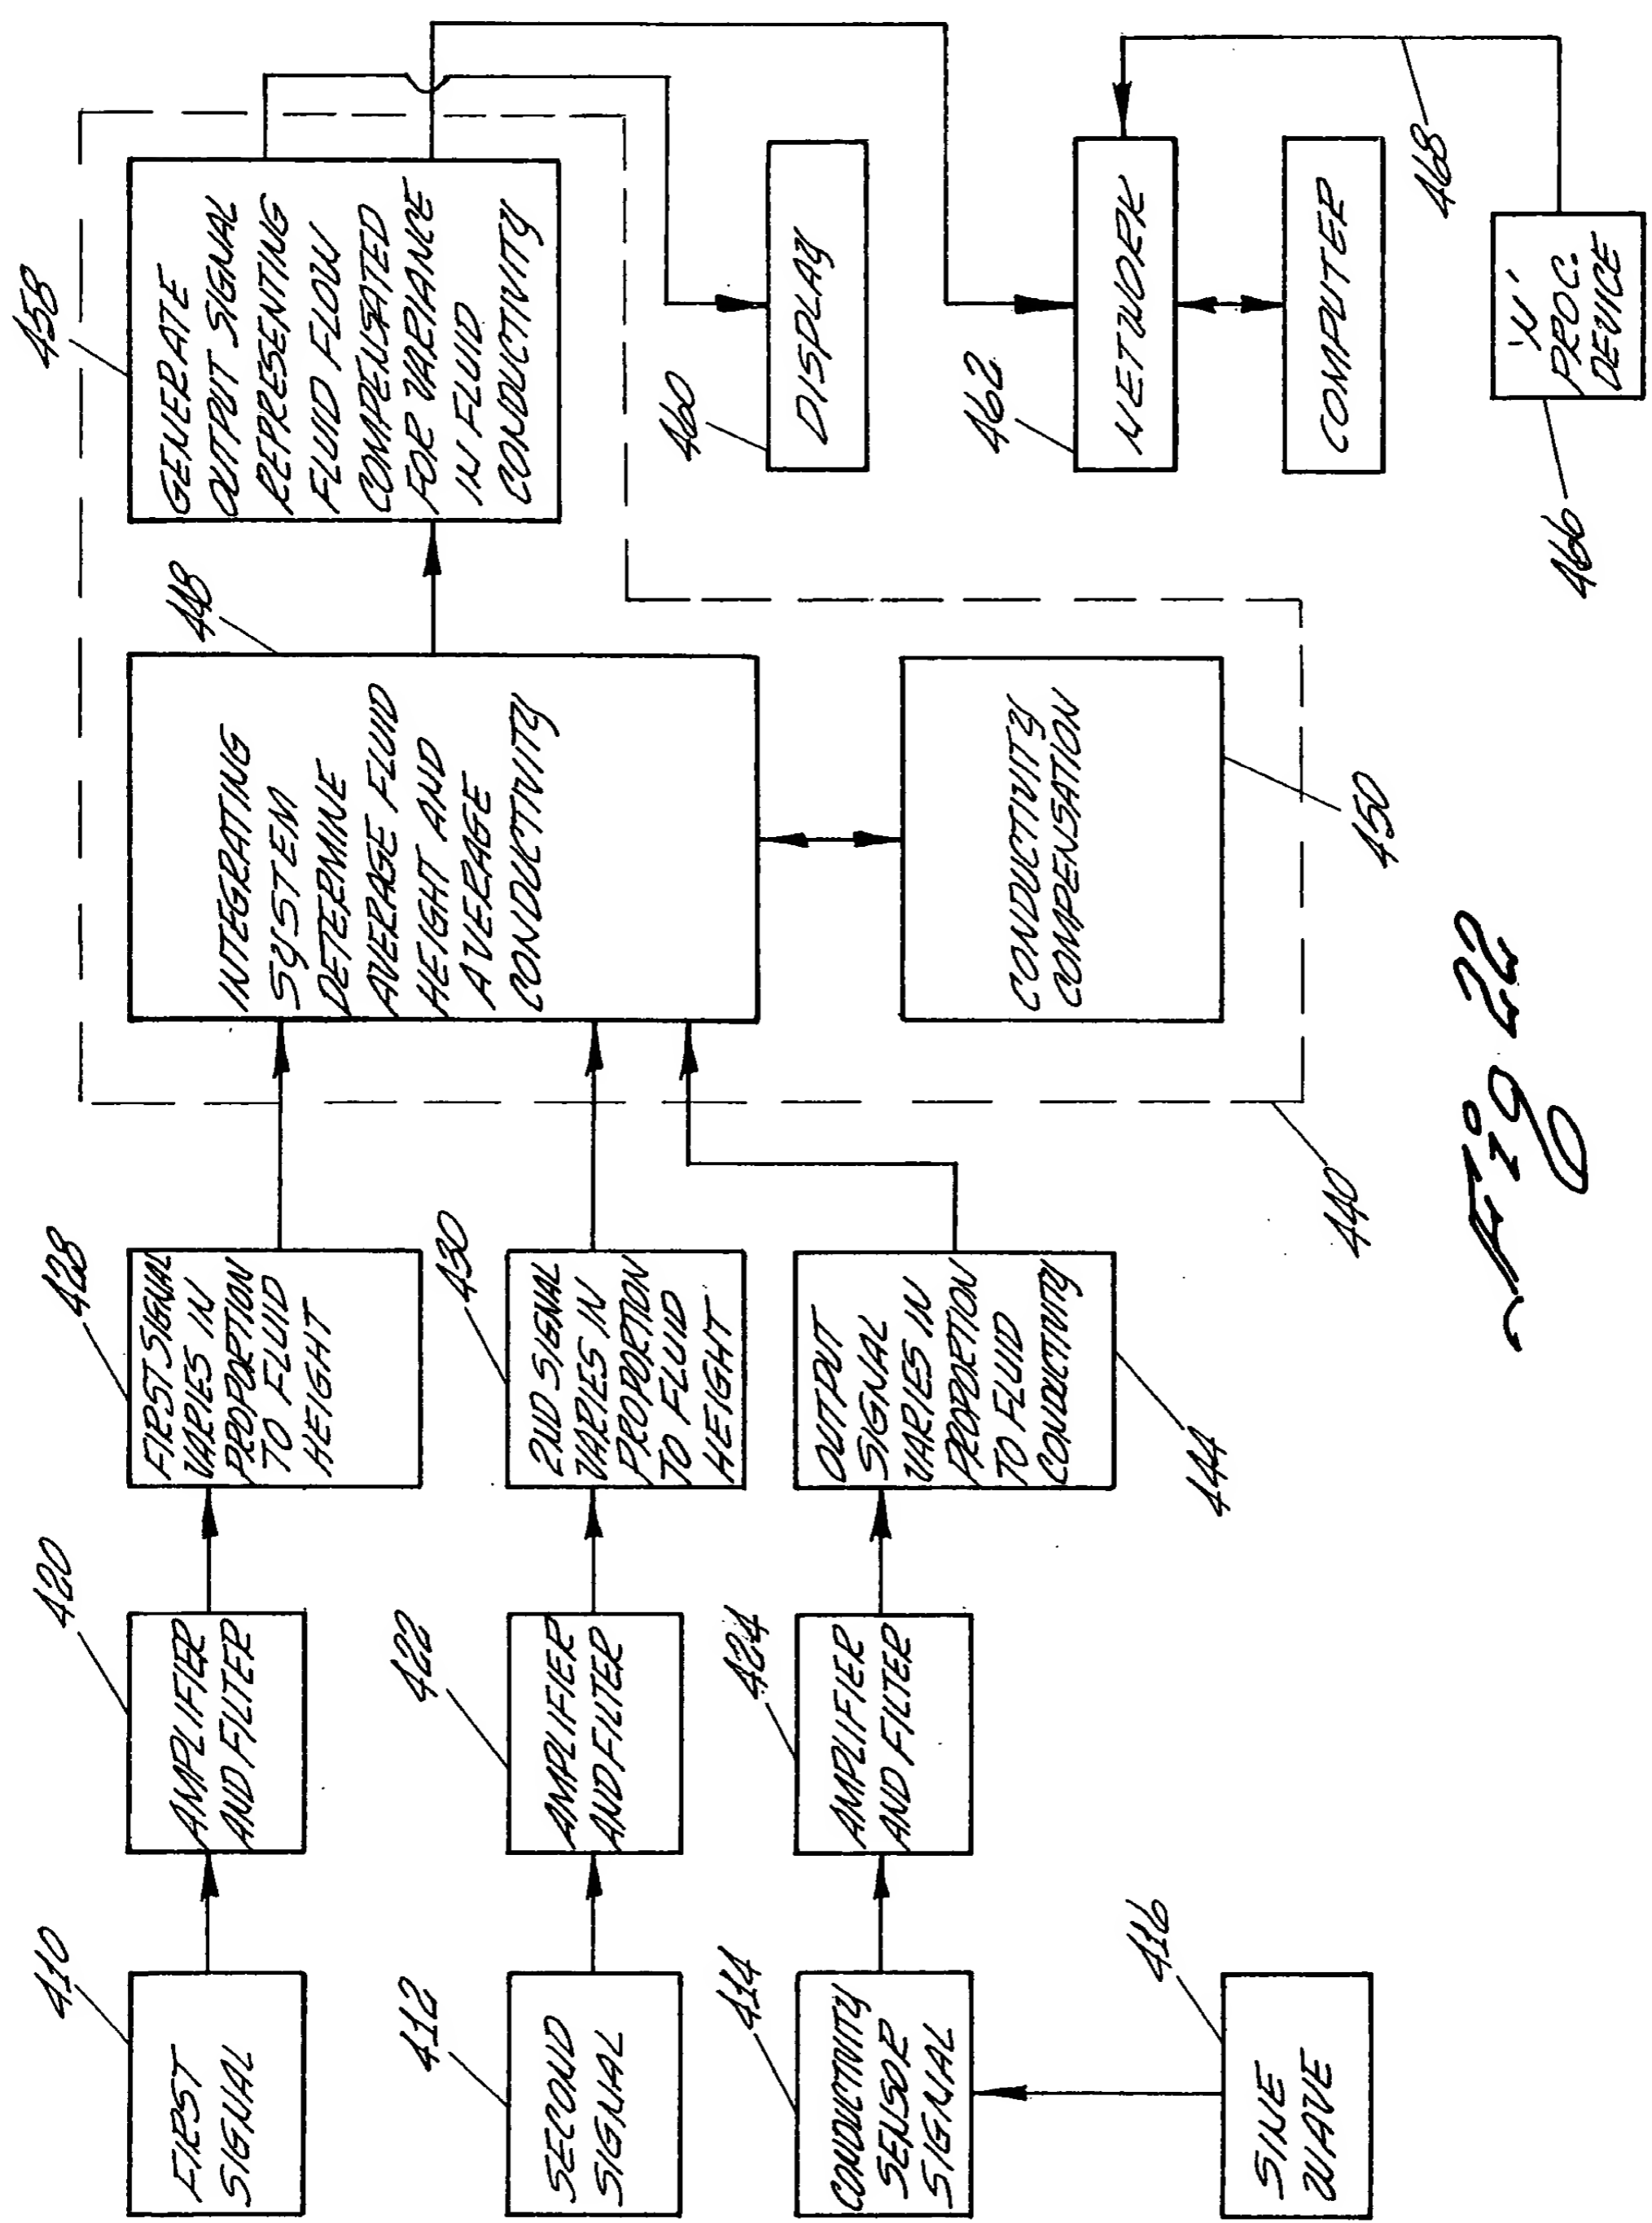 410
FIRST
SIGNAL
420
AMPLIFIER
AND FILTER
428
FIRST SIGNAL
VARIES IN
PROPORTION
TO FLUID
HEIGHT
412
SECOND
SIGNAL
422
AMPLIFIER
AND FILTER
430
2ND SIGNAL
VARIES IN
PROPORTION
TO FLUID
HEIGHT
414
CONDUCTIVITY
SENSOR
SIGNAL
424
AMPLIFIER
AND FILTER
OUTPUT
SIGNAL
VARIES IN
PROPORTION
TO FLUID
CONDUCTIVITY
444
416
SINE
WAVE
448
INTEGRATING
SYSTEM
DETERMINE
AVERAGE FLUID
HEIGHT AND
AVERAGE
CONDUCTIVITY
CONDUCTIVITY
COMPENSATION
450
440
458
GENERATE
OUTPUT SIGNAL
REPRESENTING
FLUID FLOW
COMPENSATED
FOR VARIANCE
IN FLUID
CONDUCTIVITY
460
DISPLAY
462
NETWORK
COMPUTER
468
'N'
PROC.
DEVICE
466
Fig 22